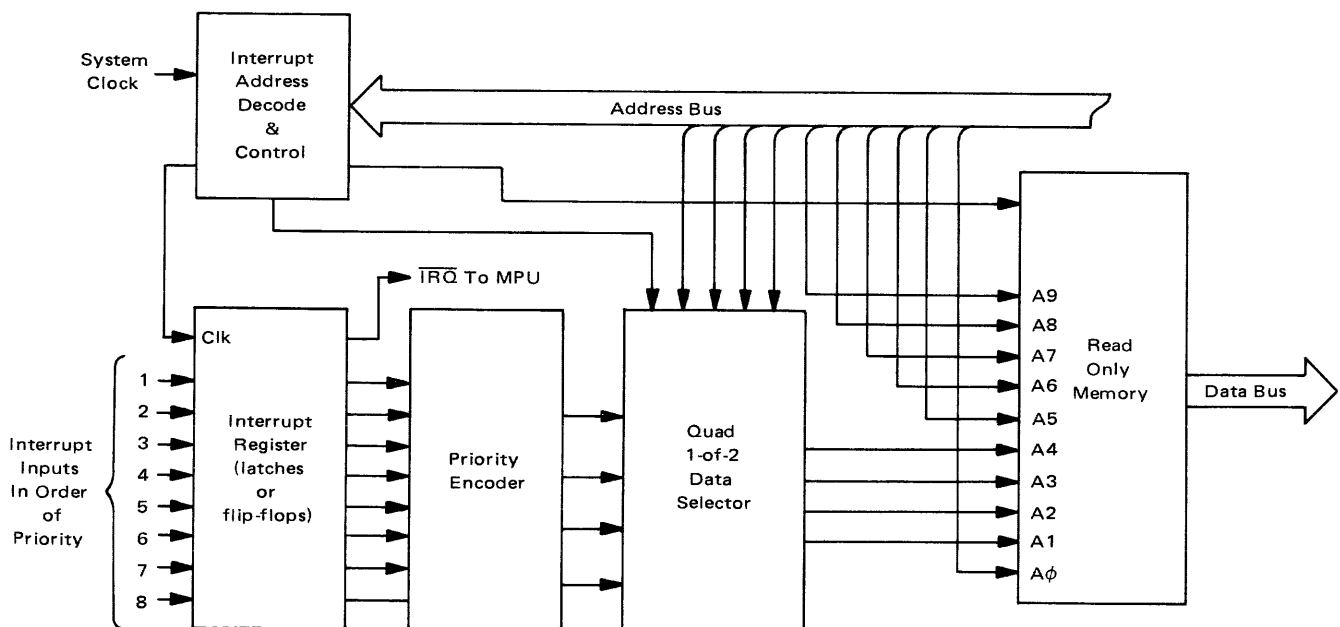 System
Clock
Interrupt
Address
Decode
&
Control
Address Bus
IRQ To MPU
Clk
Interrupt
Inputs
In Order
of
Priority
1
2
3
4
5
6
7
8
Interrupt
Register
(latches
or
flip-flops)
Priority
Encoder
Quad
1-of-2
Data
Selector
A9
A8
A7
A6
A5
A4
A3
A2
A1
Aϕ
Read
Only
Memory
Data Bus